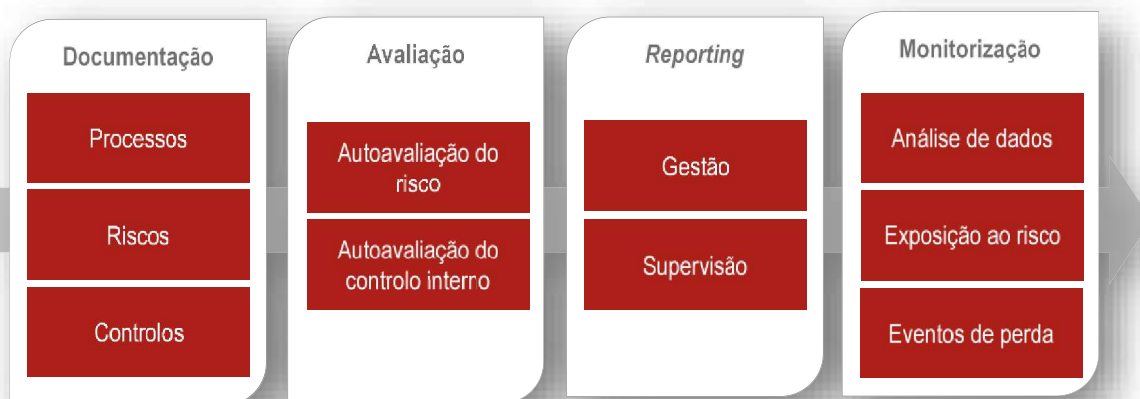 Documentação
Processos
Riscos
Controlos
Avaliação
Autoavaliação do
risco
Autoavaliação do
controlo interno
Reporting
Gestão
Supervisão
Monitorização
Análise de dados
Exposição ao risco
Eventos de perda